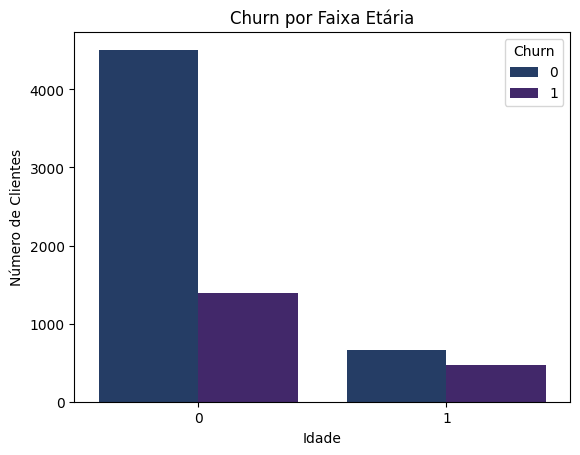 Churn por Faixa Etária
Churn
0
1
Número de Clientes
4000
3000
2000
1000
0
0
1
Idade